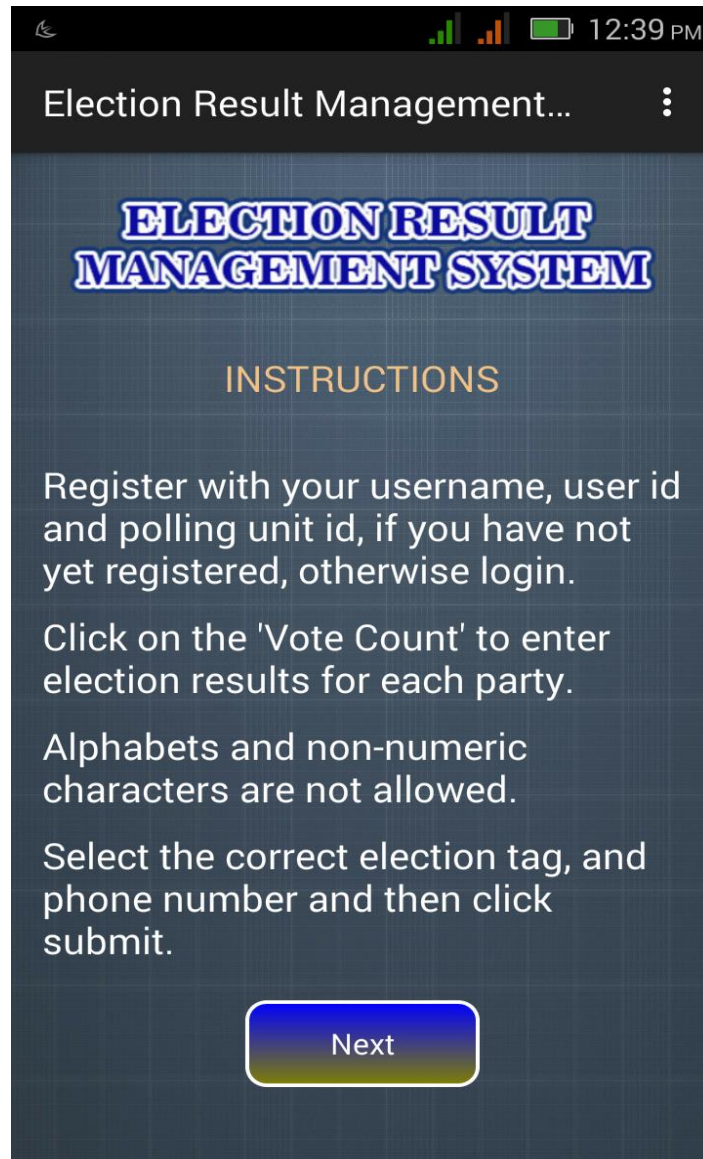 12:39 PM
Election Result Management...
ELECTION RESULT
MANAGEMENT SYSTEM
INSTRUCTIONS
Register with your username, user id
and polling unit id, if you have not
yet registered, otherwise login.
Click on the 'Vote Count' to enter
election results for each party.
Alphabets and non-numeric
characters are not allowed.
Select the correct election tag, and
phone number and then click
submit.
Next